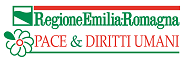 RegioneEmilia-Romagna
PACE & DIRITTI UMANI